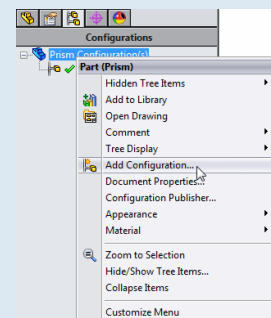 Configurations
Prism Configuration(s)
Part (Prism)
Hidden Tree Items
Add to Library
Open Drawing
Comment
Tree Display
Add Configuration...
Document Properties...
Configuration Publisher...
Appearance
Material
Zoom to Selection
Hide/Show Tree Items...
Collapse Items
Customize Menu